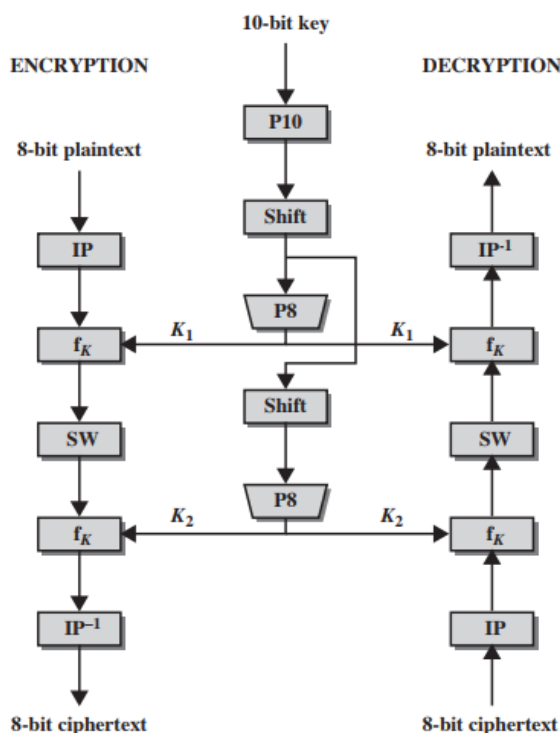 10-bit key
ENCRYPTION
DECRYPTION
P10
8-bit plaintext
8-bit plaintext
Shift
IP
IP-1
P8
K1
K1
fK
fK
Shift
SW
SW
P8
K2
K2
fK
fK
IP–1
IP
8-bit ciphertext
8-bit ciphertext